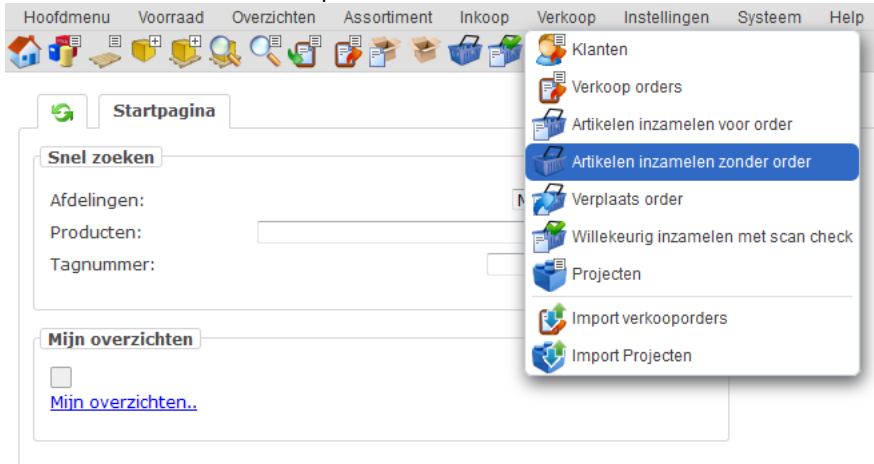 Hoofdmenu Voorraad Overzichten Assortiment Inkoop Verkoop Instellingen Systeem Help
Klanten
Verkoop orders
Artikelen inzamelen voor order
Artikelen inzamelen zonder order
Verplaats order
Willekeurig inzamelen met scan check
Projecten
Import verkooporders
Import Projecten
Startpagina
Snel zoeken
Afdelingen:
Producten:
Tagnummer:
Mijn overzichten
Mijn overzichten..